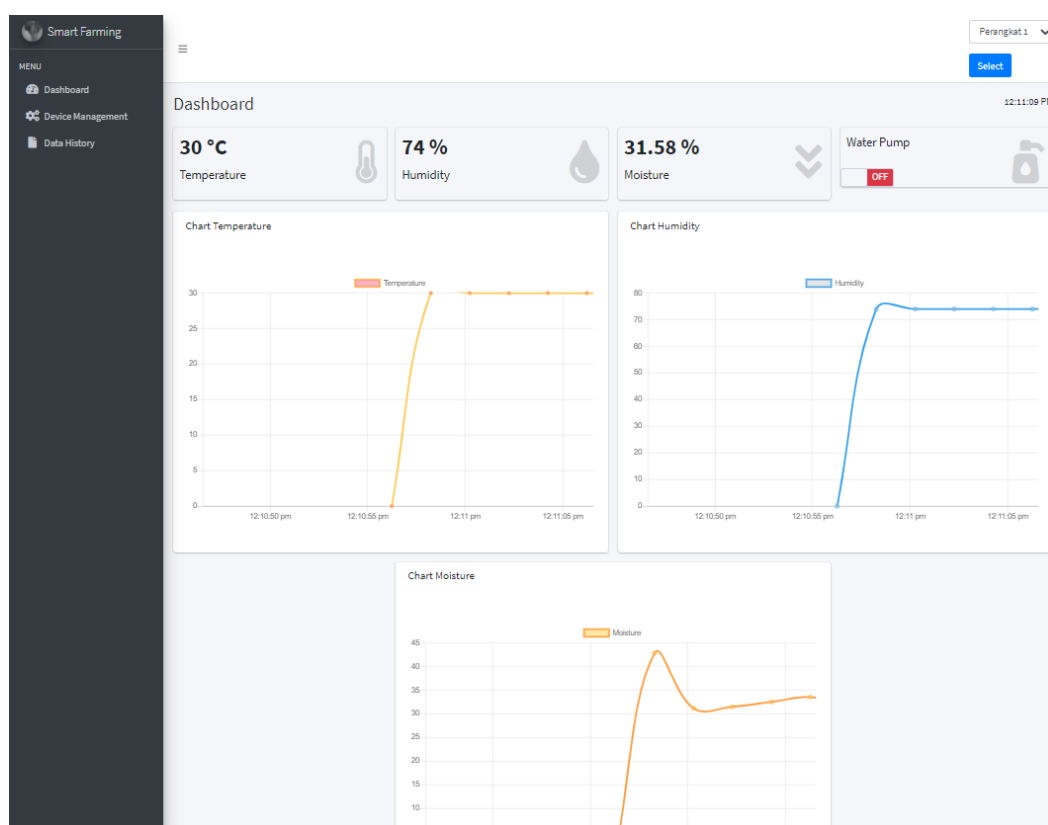 Smart Farming
Perangkat 1
Select
MENU
Dashboard
Device Management
Data History
Dashboard
12:11:09 PM
30 °C
Temperature
74 %
Humidity
31.58 %
Moisture
Water Pump
OFF
Chart Temperature
Temperature
30
25
20
15
10
5
0
12:10:50 pm
12:10:55 pm
12:11 pm
12:11:05 pm
Chart Humidity
Humidity
80
70
60
50
40
30
20
10
0
12:10:50 pm
12:10:55 pm
12:11 pm
12:11:05 pm
Chart Moisture
Moisture
45
40
35
30
25
20
15
10